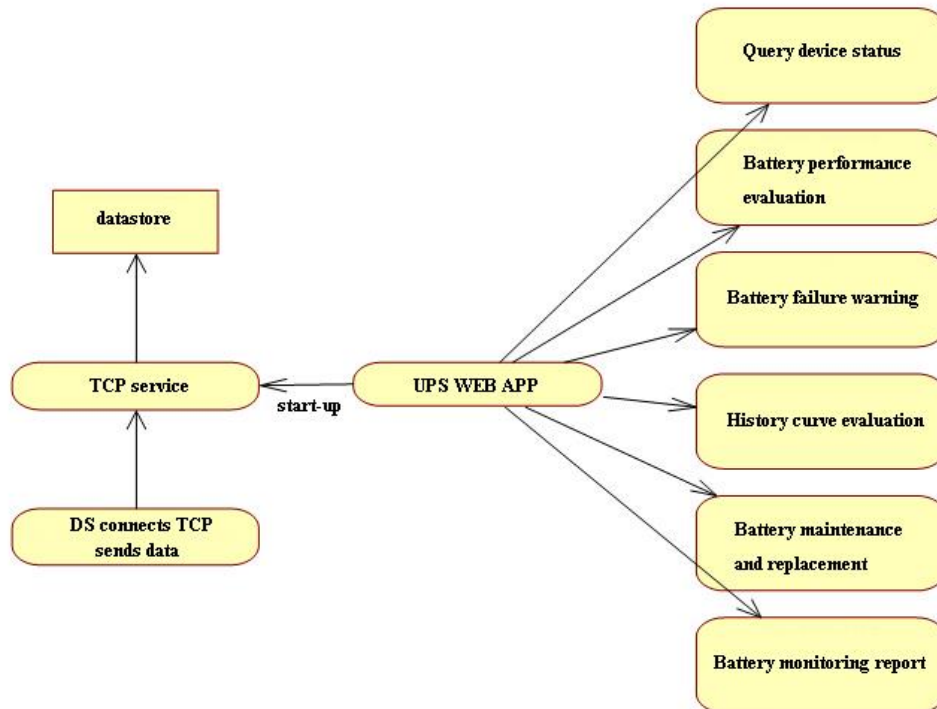 Query device status
Battery performance
evaluation
datastore
Battery failure warning
TCP service
start-up
UPS WEB APP
History curve evaluation
DS connects TCP
sends data
Battery maintenance
and replacement
Battery monitoring report